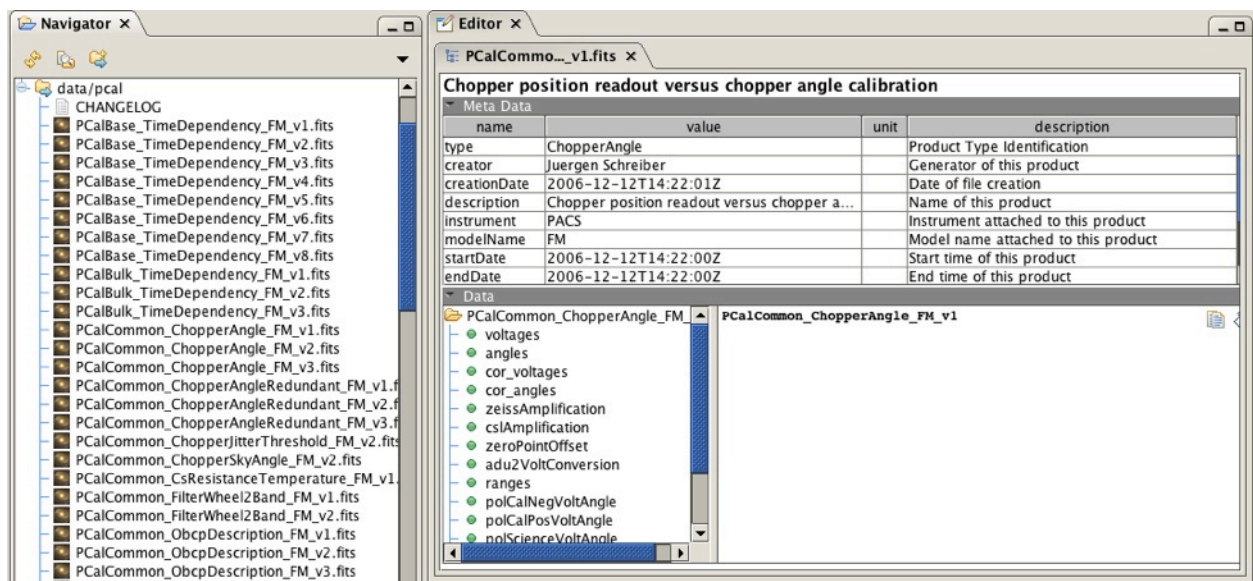 Navigator
data/pcal
CHANGELOG
PCalBase_TimeDependency_FM_v1.fits
PCalBase_TimeDependency_FM_v2.fits
PCalBase_TimeDependency_FM_v3.fits
PCalBase_TimeDependency_FM_v4.fits
PCalBase_TimeDependency_FM_v5.fits
PCalBase_TimeDependency_FM_v6.fits
PCalBase_TimeDependency_FM_v7.fits
PCalBase_TimeDependency_FM_v8.fits
PCalBulk_TimeDependency_FM_v1.fits
PCalBulk_TimeDependency_FM_v2.fits
PCalBulk_TimeDependency_FM_v3.fits
PCalCommon_ChopperAngle_FM_v1.fits
PCalCommon_ChopperAngle_FM_v2.fits
PCalCommon_ChopperAngle_FM_v3.fits
PCalCommon_ChopperAngleRedundant_FM_v1.f
PCalCommon_ChopperAngleRedundant_FM_v2.f
PCalCommon_ChopperAngleRedundant_FM_v3.f
PCalCommon_ChopperJitterThreshold_FM_v2.fits
PCalCommon_ChopperSkyAngle_FM_v2.fits
PCalCommon_CsResistanceTemperature_FM_v1.
PCalCommon_FilterWheel2Band_FM_v1.fits
PCalCommon_FilterWheel2Band_FM_v2.fits
PCalCommon_ObcpDescription_FM_v1.fits
PCalCommon_ObcpDescription_FM_v2.fits
PCalCommon_ObcpDescription_FM_v3.fits
Editor
PCalCommo..._v1.fits
Chopper position readout versus chopper angle calibration
Meta Data
name value unit description
type ChopperAngle Product Type Identification
creator Juergen Schreiber Generator of this product
creationDate 2006-12-12T14:22:01Z Date of file creation
description Chopper position readout versus chopper a... Name of this product
instrument PACS Instrument attached to this product
modelName FM Model name attached to this product
startDate 2006-12-12T14:22:00Z Start time of this product
endDate 2006-12-12T14:22:00Z End time of this product
Data
PCalCommon_ChopperAngle_FM_
voltages
angles
cor_voltages
cor_angles
zeissAmplification
cslAmplification
zeroPointOffset
adu2VoltConversion
ranges
polCalNegVoltAngle
polCalPosVoltAngle
polScienceVoltAngle
PCalCommon_ChopperAngle_FM_v1